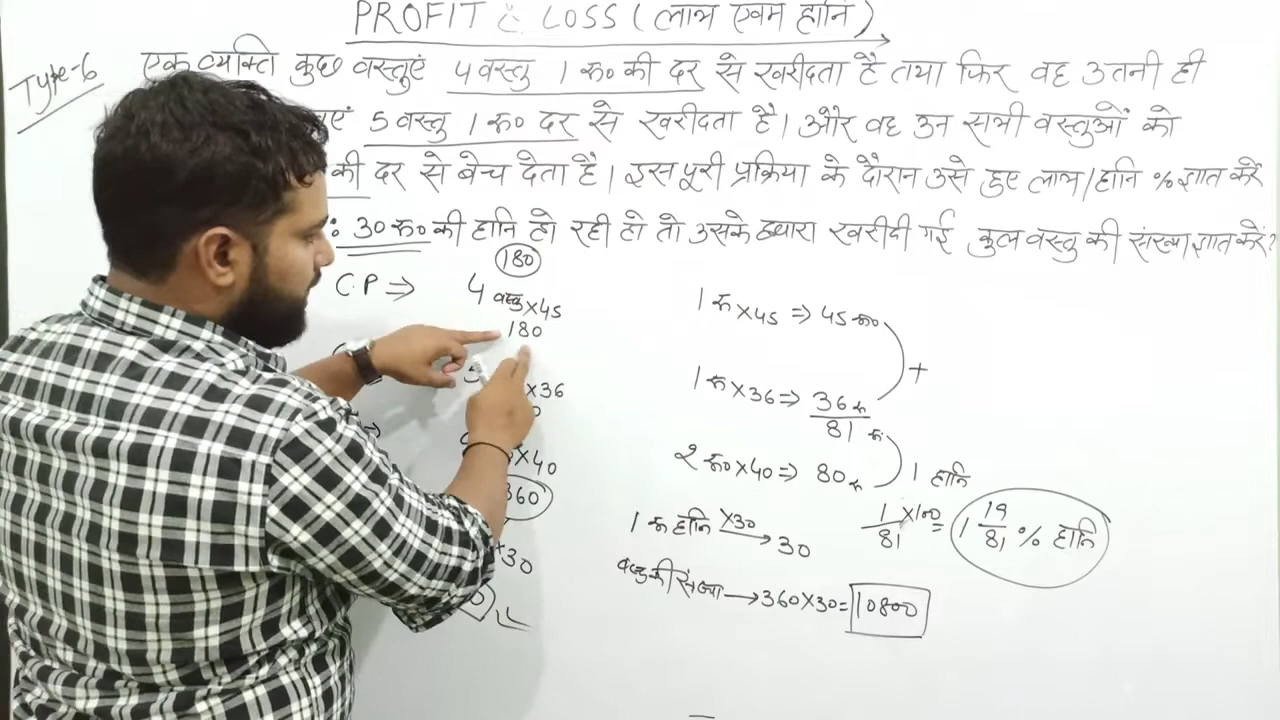 PROFIT & LOSS ( लाभ एवम हानि )
Type-6
एक व्यक्ति कुछ वस्तुएं 4 वस्तु 1 रू० की दर से खरीदता है तथा फिर वह उतनी ही
एं 5 वस्तु 1 रू० दर से खरीदता है। और वह उन सभी वस्तुओं को
की दर से बेच देता है। इस पूरी प्रक्रिया के दौरान उसे हुए लाभ/हानि % ज्ञात करें
: 30 रू० की हानि हो रही हो तो उसके द्वारा खरीदी गई कुल वस्तु की संख्या ज्ञात करें?
180
C.P ⇒ 4 वस्तु ×45
1 रू ×45 ⇒ 45 रू०
180
+
×36
1 रू ×36 ⇒ 36 रू
81 रू
×40
2 रू० ×40 ⇒ 80 रू
1 हानि
360
1 रू हानि ×30 → 30
1/81 ×100 = 1 19/81 % हानि
×30
वस्तु की संख्या → 360×30= 10800